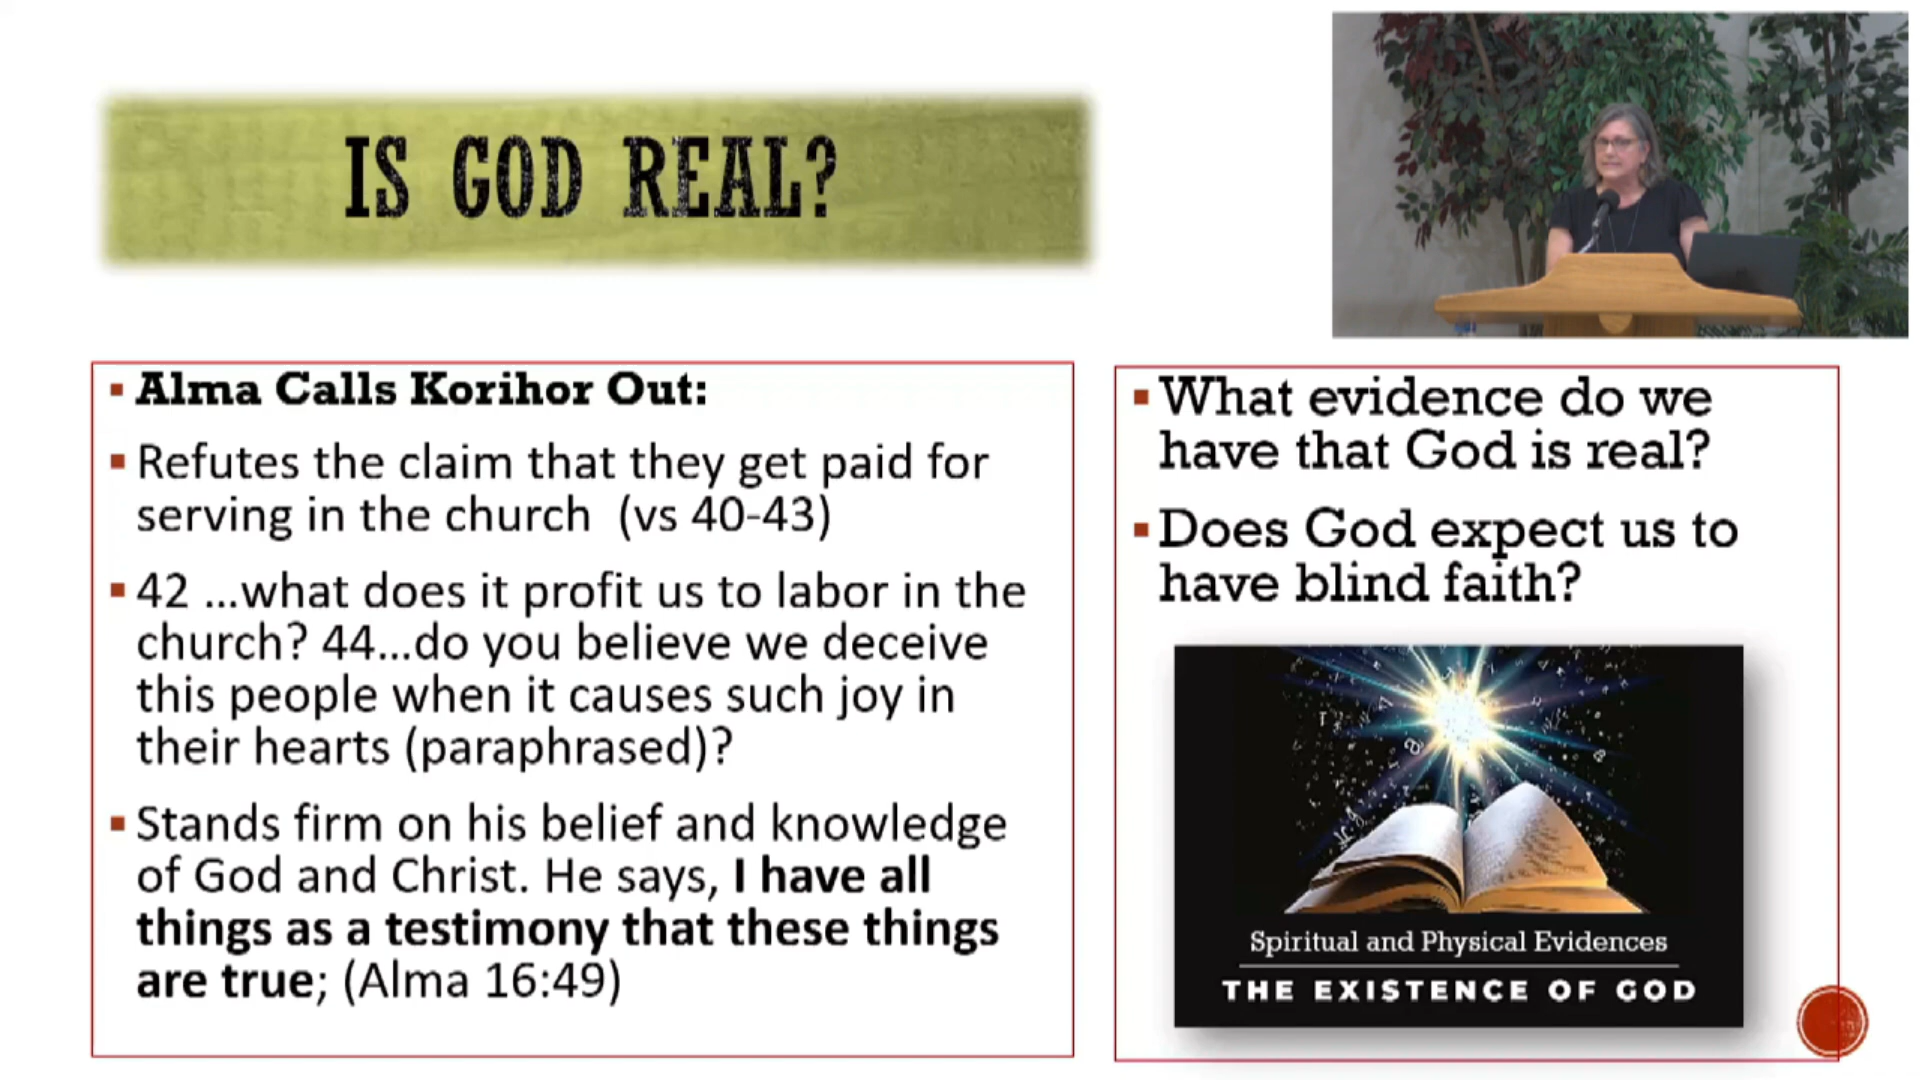 IS GOD REAL?
▪ Alma Calls Korihor Out:
▪ Refutes the claim that they get paid for
serving in the church (vs 40-43)
▪ 42 ...what does it profit us to labor in the
church? 44...do you believe we deceive
this people when it causes such joy in
their hearts (paraphrased)?
▪ Stands firm on his belief and knowledge
of God and Christ. He says, I have all
things as a testimony that these things
are true; (Alma 16:49)
▪ What evidence do we
have that God is real?
▪ Does God expect us to
have blind faith?
Spiritual and Physical Evidences
THE EXISTENCE OF GOD